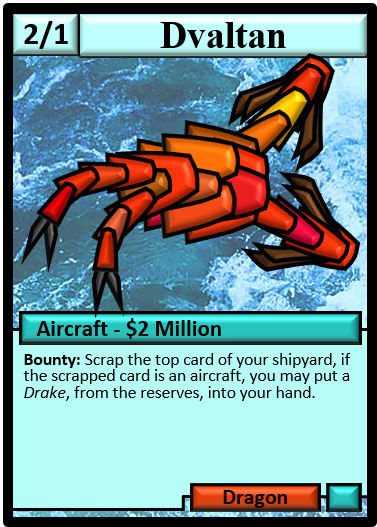 2/1 Dvaltan
Aircraft - $2 Million
Bounty: Scrap the top card of your shipyard, if
the scrapped card is an aircraft, you may put a
Drake, from the reserves, into your hand.
Dragon